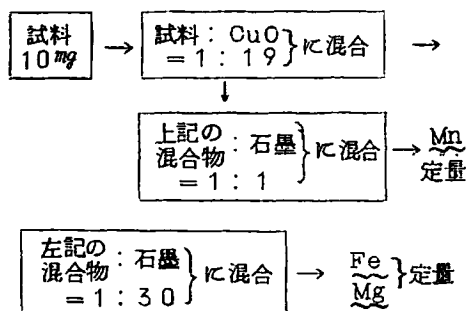 試料
10mg
→
試料 : CuO
= 1 : 19 } に混合
→
↓
上記の
混合物 : 石墨
= 1 : 1 } に混合
→ Mn
定量
左記の
混合物 : 石墨
= 1 : 30 } に混合
→ Fe
Mg } 定量